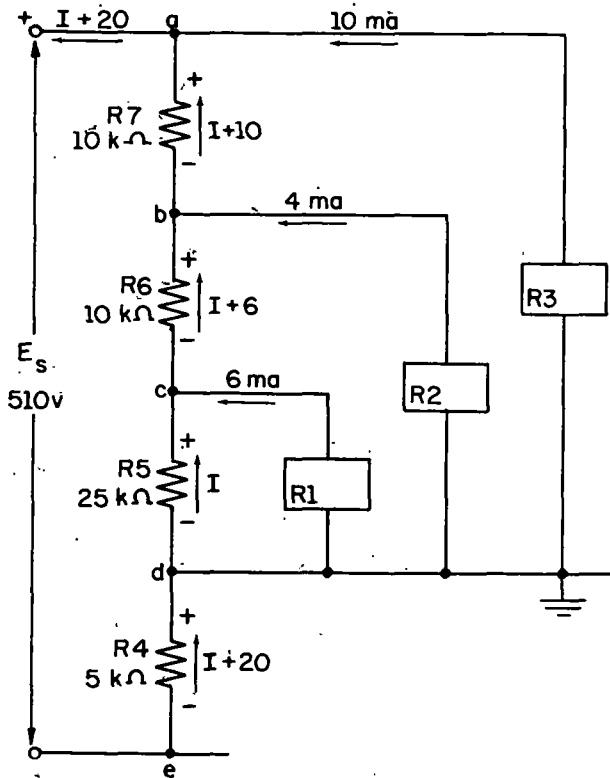 + I+20 a 10 ma
+
R7
10 kΩ
I+10
−
b 4 ma
+
R6
10 kΩ
I+6
−
Es
510v
c 6 ma
+
R5
25 kΩ
I
−
R1
R2
R3
d
+
R4
5 kΩ
I+20
−
e